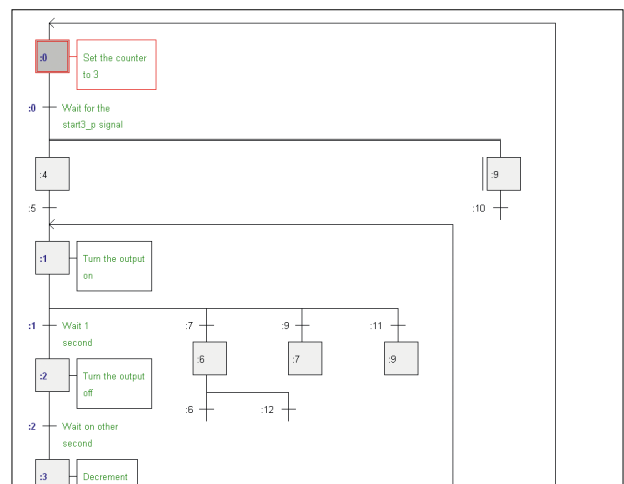 :0
Set the counter
to 3
:0
Wait for the
start3_p signal
:4
:9
:5
:10
:1
Turn the output
on
:1
Wait 1
second
:7
:9
:11
:6
:7
:9
:2
Turn the output
off
:6
:12
:2
Wait on other
second
:3
Decrement